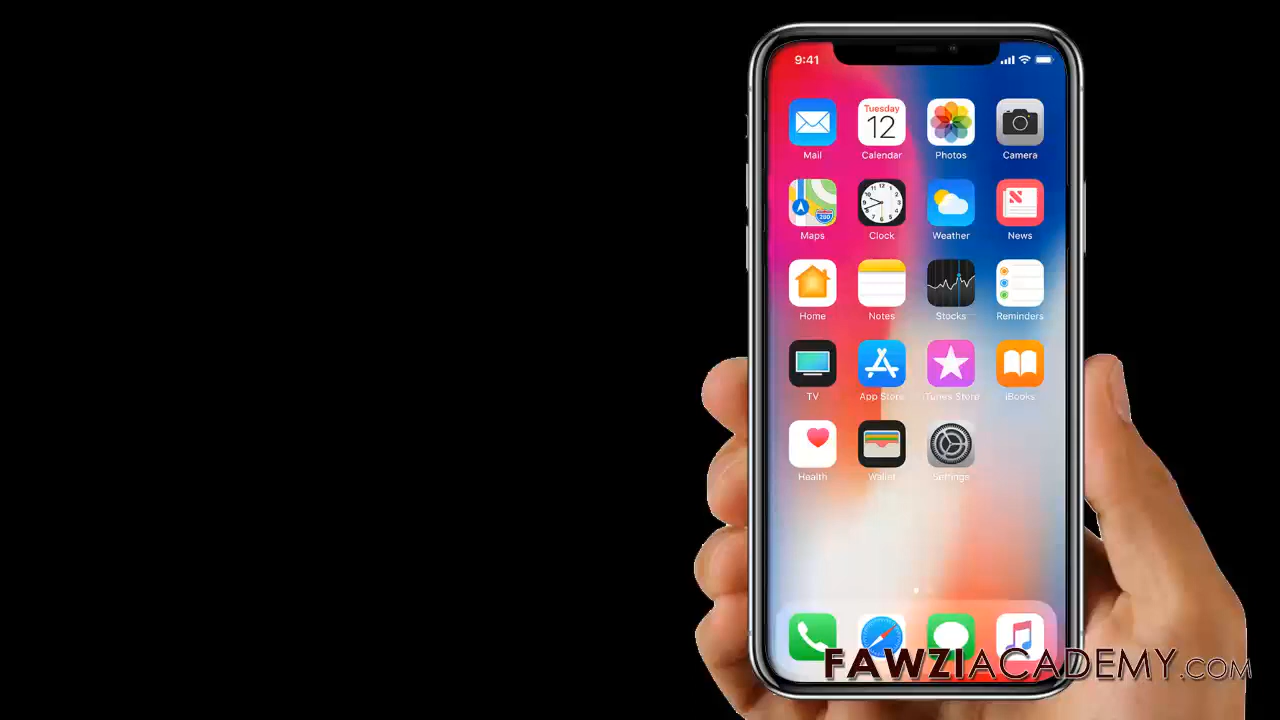 9:41
Tuesday
12
Mail
Calendar
Photos
Camera
280
Maps
Clock
Weather
News
Home
Notes
Stocks
Reminders
TV
App Store
iTunes Store
iBooks
Health
Wallet
Settings
FAWZIACADEMY.COM